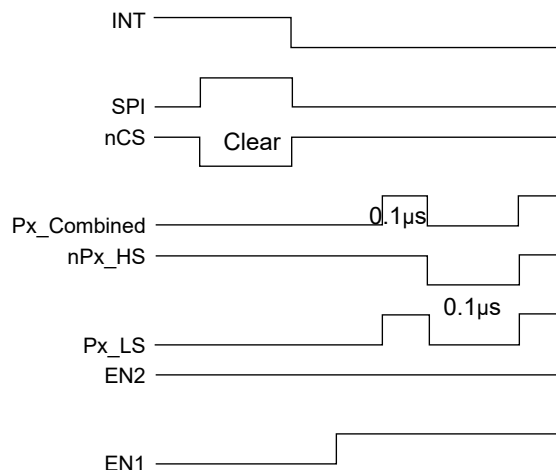 INT
SPI
nCS
Clear
Px_Combined
0.1µs
nPx_HS
0.1µs
Px_LS
EN2
EN1